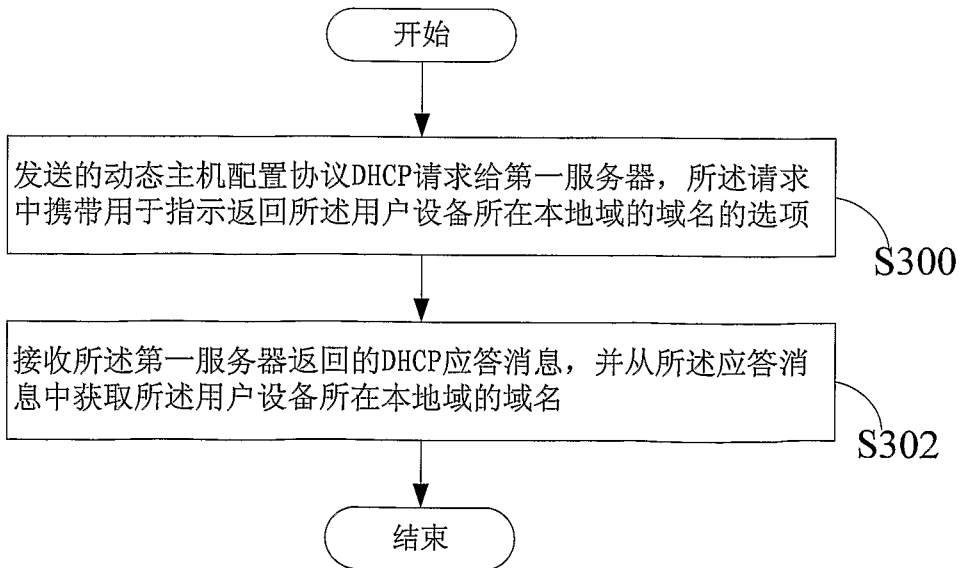 开始
发送的动态主机配置协议DHCP请求给第一服务器，所述请求
中携带用于指示返回所述用户设备所在本地域的域名的选项
S300
接收所述第一服务器返回的DHCP应答消息，并从所述应答消
息中获取所述用户设备所在本地域的域名
S302
结束